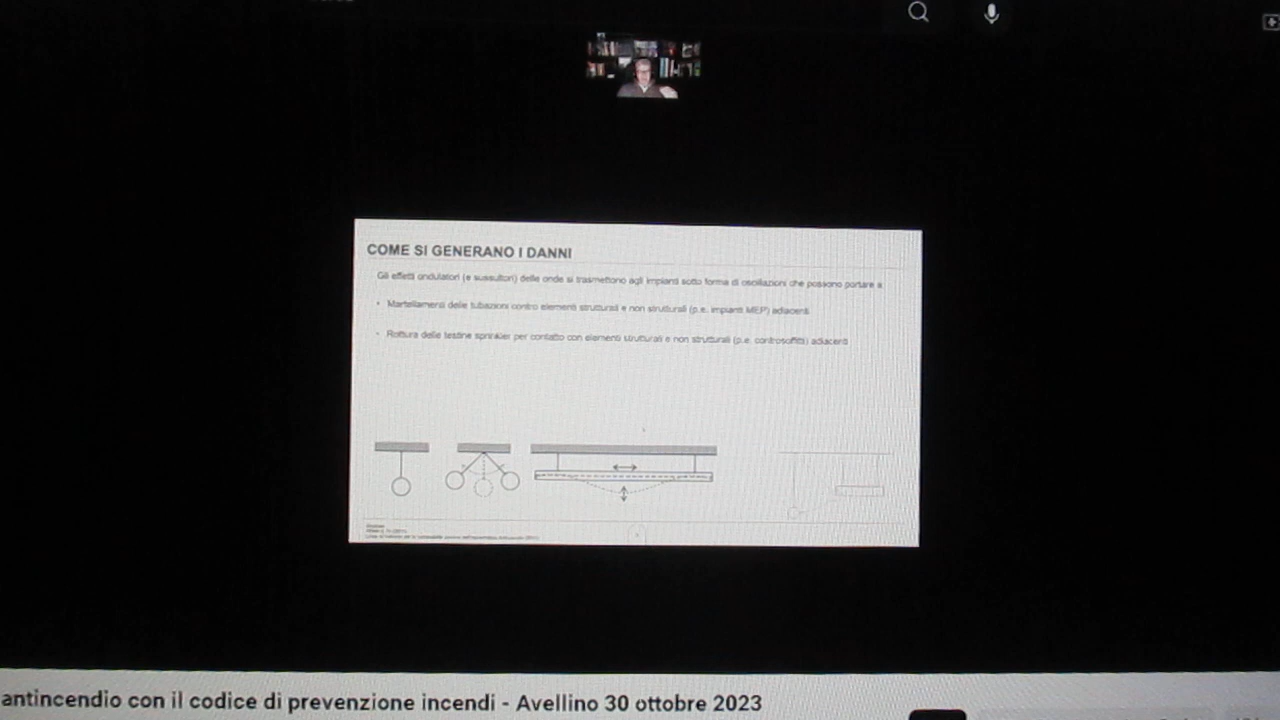 COME SI GENERANO I DANNI
Gli effetti ondulatori (e sussultori) delle onde si trasmettono agli impianti sotto forma di oscillazioni che possono portare a
• Martellamenti delle tubazioni contro elementi strutturali e non strutturali (p.e. impianti MEP) adiacenti
• Rottura delle testine sprinkler per contatto con elementi strutturali e non strutturali (p.e. controsoffitti) adiacenti
antincendio con il codice di prevenzione incendi - Avellino 30 ottobre 2023